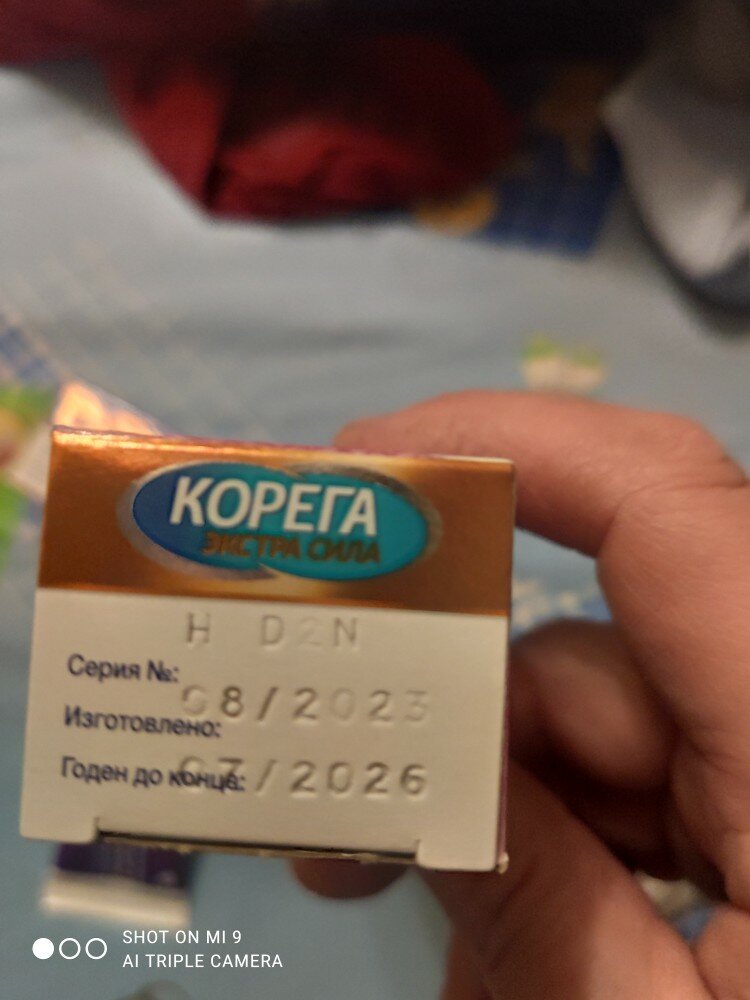 КОРЕГА
ЭКСТРА СИЛА
H D2N
Серия №:
08/2023
Изготовлено:
07/2026
Годен до конца:
SHOT ON MI 9
AI TRIPLE CAMERA